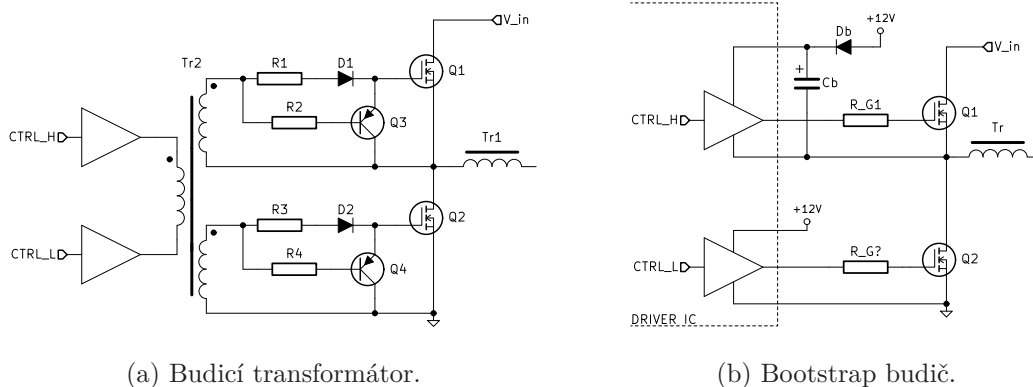 V_in
Tr2
R1
D1
Q1
R2
Q3
CTRL_H
Tr1
R3
D2
Q2
CTRL_L
R4
Q4
(a) Budicí transformátor.
+12V
Db
V_in
+
Cb
CTRL_H
R_G1
Q1
Tr
+12V
CTRL_L
R_G?
Q2
DRIVER IC
(b) Bootstrap budič.